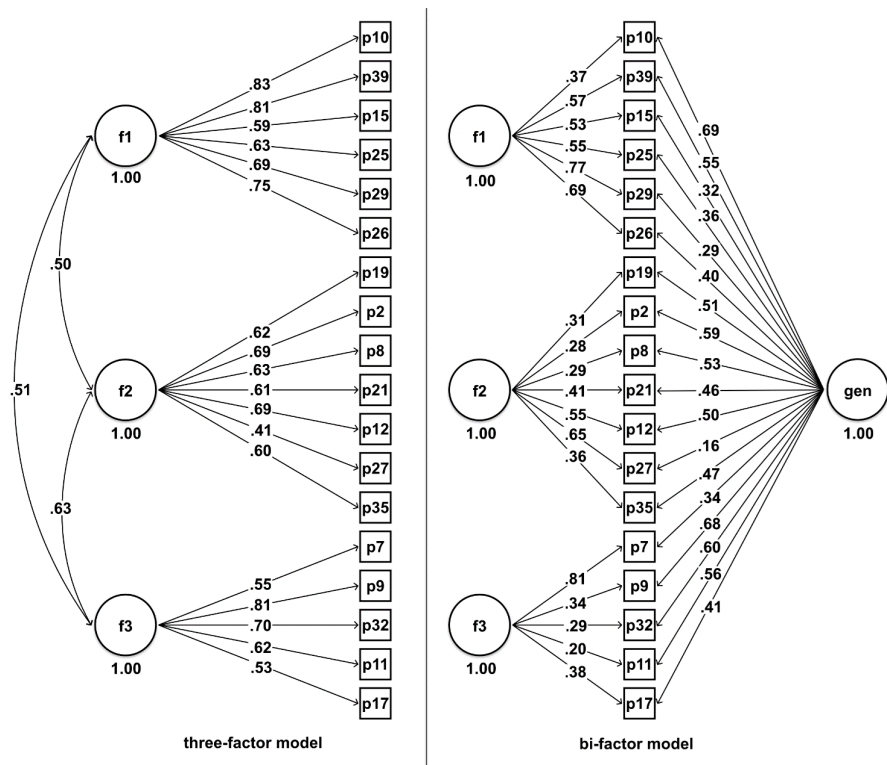 p10
.83
p39
.81
p15
.59
f1
.63
p25
1.00
.69
p29
.75
p26
.50
p19
.62
p2
.69
p8
.63
.51
f2
.61
p21
1.00
.69
p12
.41
p27
.60
p35
.63
p7
.55
p9
.81
f3
.70
p32
1.00
.62
p11
.53
p17
three-factor model
p10
.37
p39
.57
p15
.53
f1
.55
p25
1.00
.77
p29
.69
p26
p19
.31
p2
.28
p8
.29
f2
.41
p21
1.00
.55
p12
.65
p27
.36
p35
p7
.81
p9
.34
f3
.29
p32
1.00
.20
p11
.38
p17
.69
.55
.32
.36
.29
.40
.51
.59
.53
.46
.50
.16
.47
.34
.68
.60
.56
.41
gen
1.00
bi-factor model